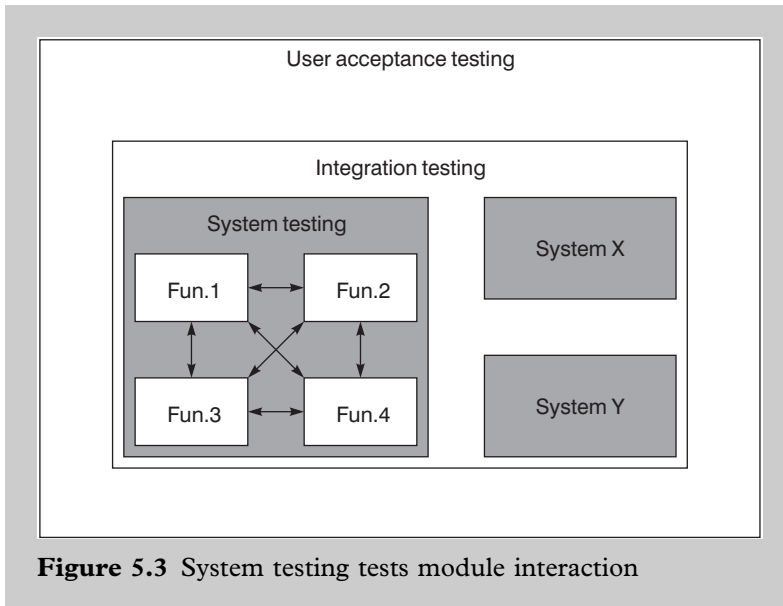 User acceptance testing
Integration testing
System testing
System X
Fun.1
Fun.2
Fun.3
Fun.4
System Y
Figure 5.3 System testing tests module interaction